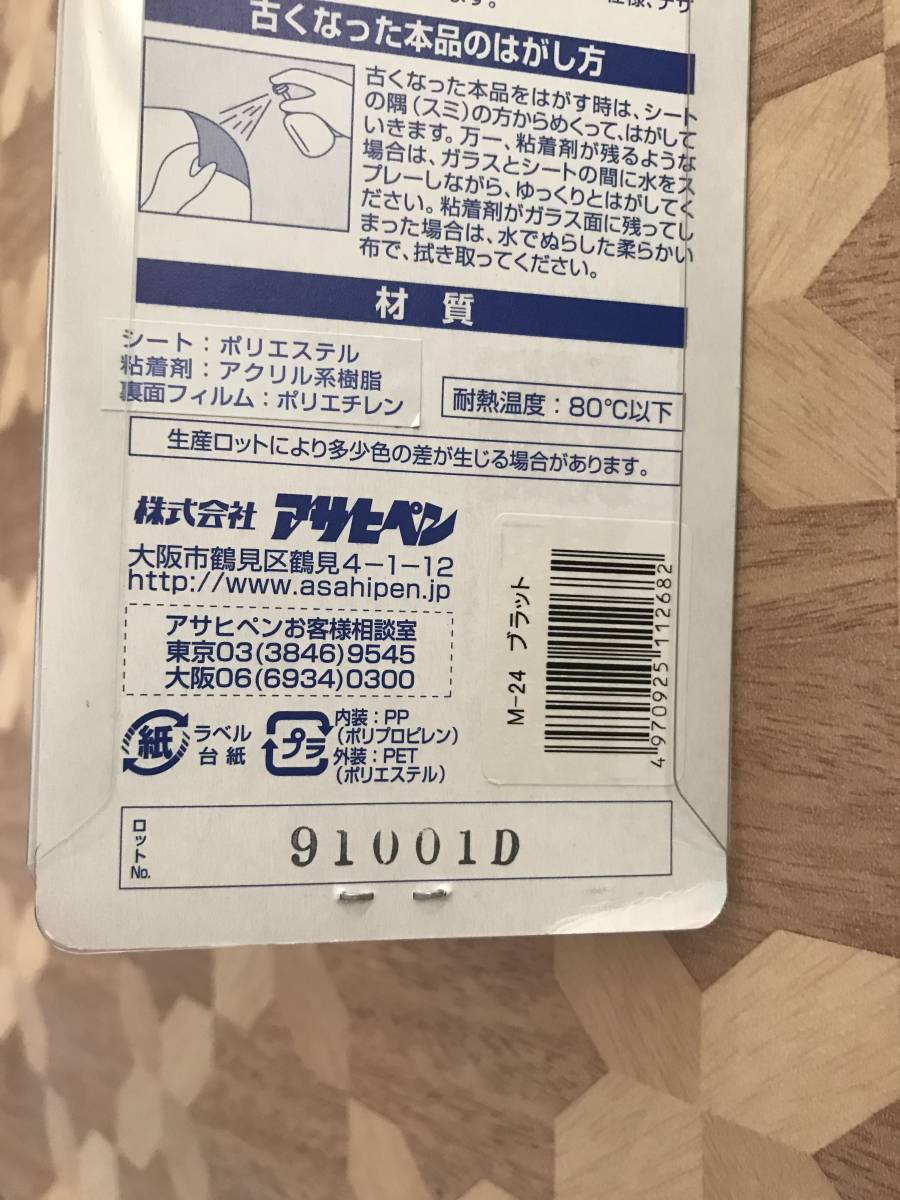 ます。
仕様、デザ
古くなった本品のはがし方
古くなった本品をはがす時は、シート
の隅(スミ)の方からめくって、はがして
いきます。万一、粘着剤が残るような
場合は、ガラスとシートの間に水をス
プレーしながら、ゆっくりとはがしてく
ださい。粘着剤がガラス面に残ってし
まった場合は、水でぬらした柔らかい
布で、拭き取ってください。
材 質
シート:ポリエステル
粘着剤:アクリル系樹脂
裏面フィルム:ポリエチレン
耐熱温度:80℃以下
生産ロットにより多少色の差が生じる場合があります。
株式会社 アサヒペン
大阪市鶴見区鶴見4-1-12
http://www.asahipen.jp
アサヒペンお客様相談室
東京03(3846)9545
大阪06(6934)0300
紙
ラベル
台紙
プラ
内装:PP
(ポリプロピレン)
外装:PET
(ポリエステル)
M-24 ブラット
4970925112682
ロット
No.
91001D